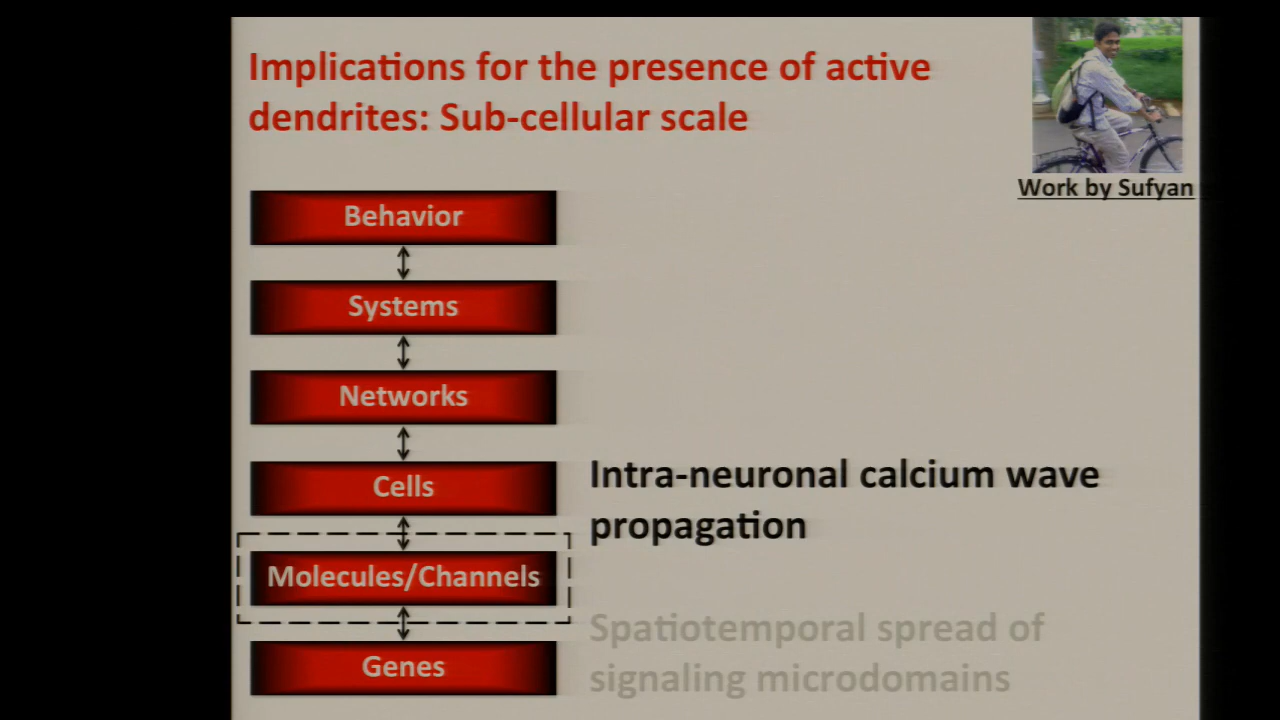 Implications for the presence of active
dendrites: Sub-cellular scale
Work by Sufyan
Behavior
Systems
Networks
Cells
Intra-neuronal calcium wave
propagation
Molecules/Channels
Spatiotemporal spread of
signaling microdomains
Genes